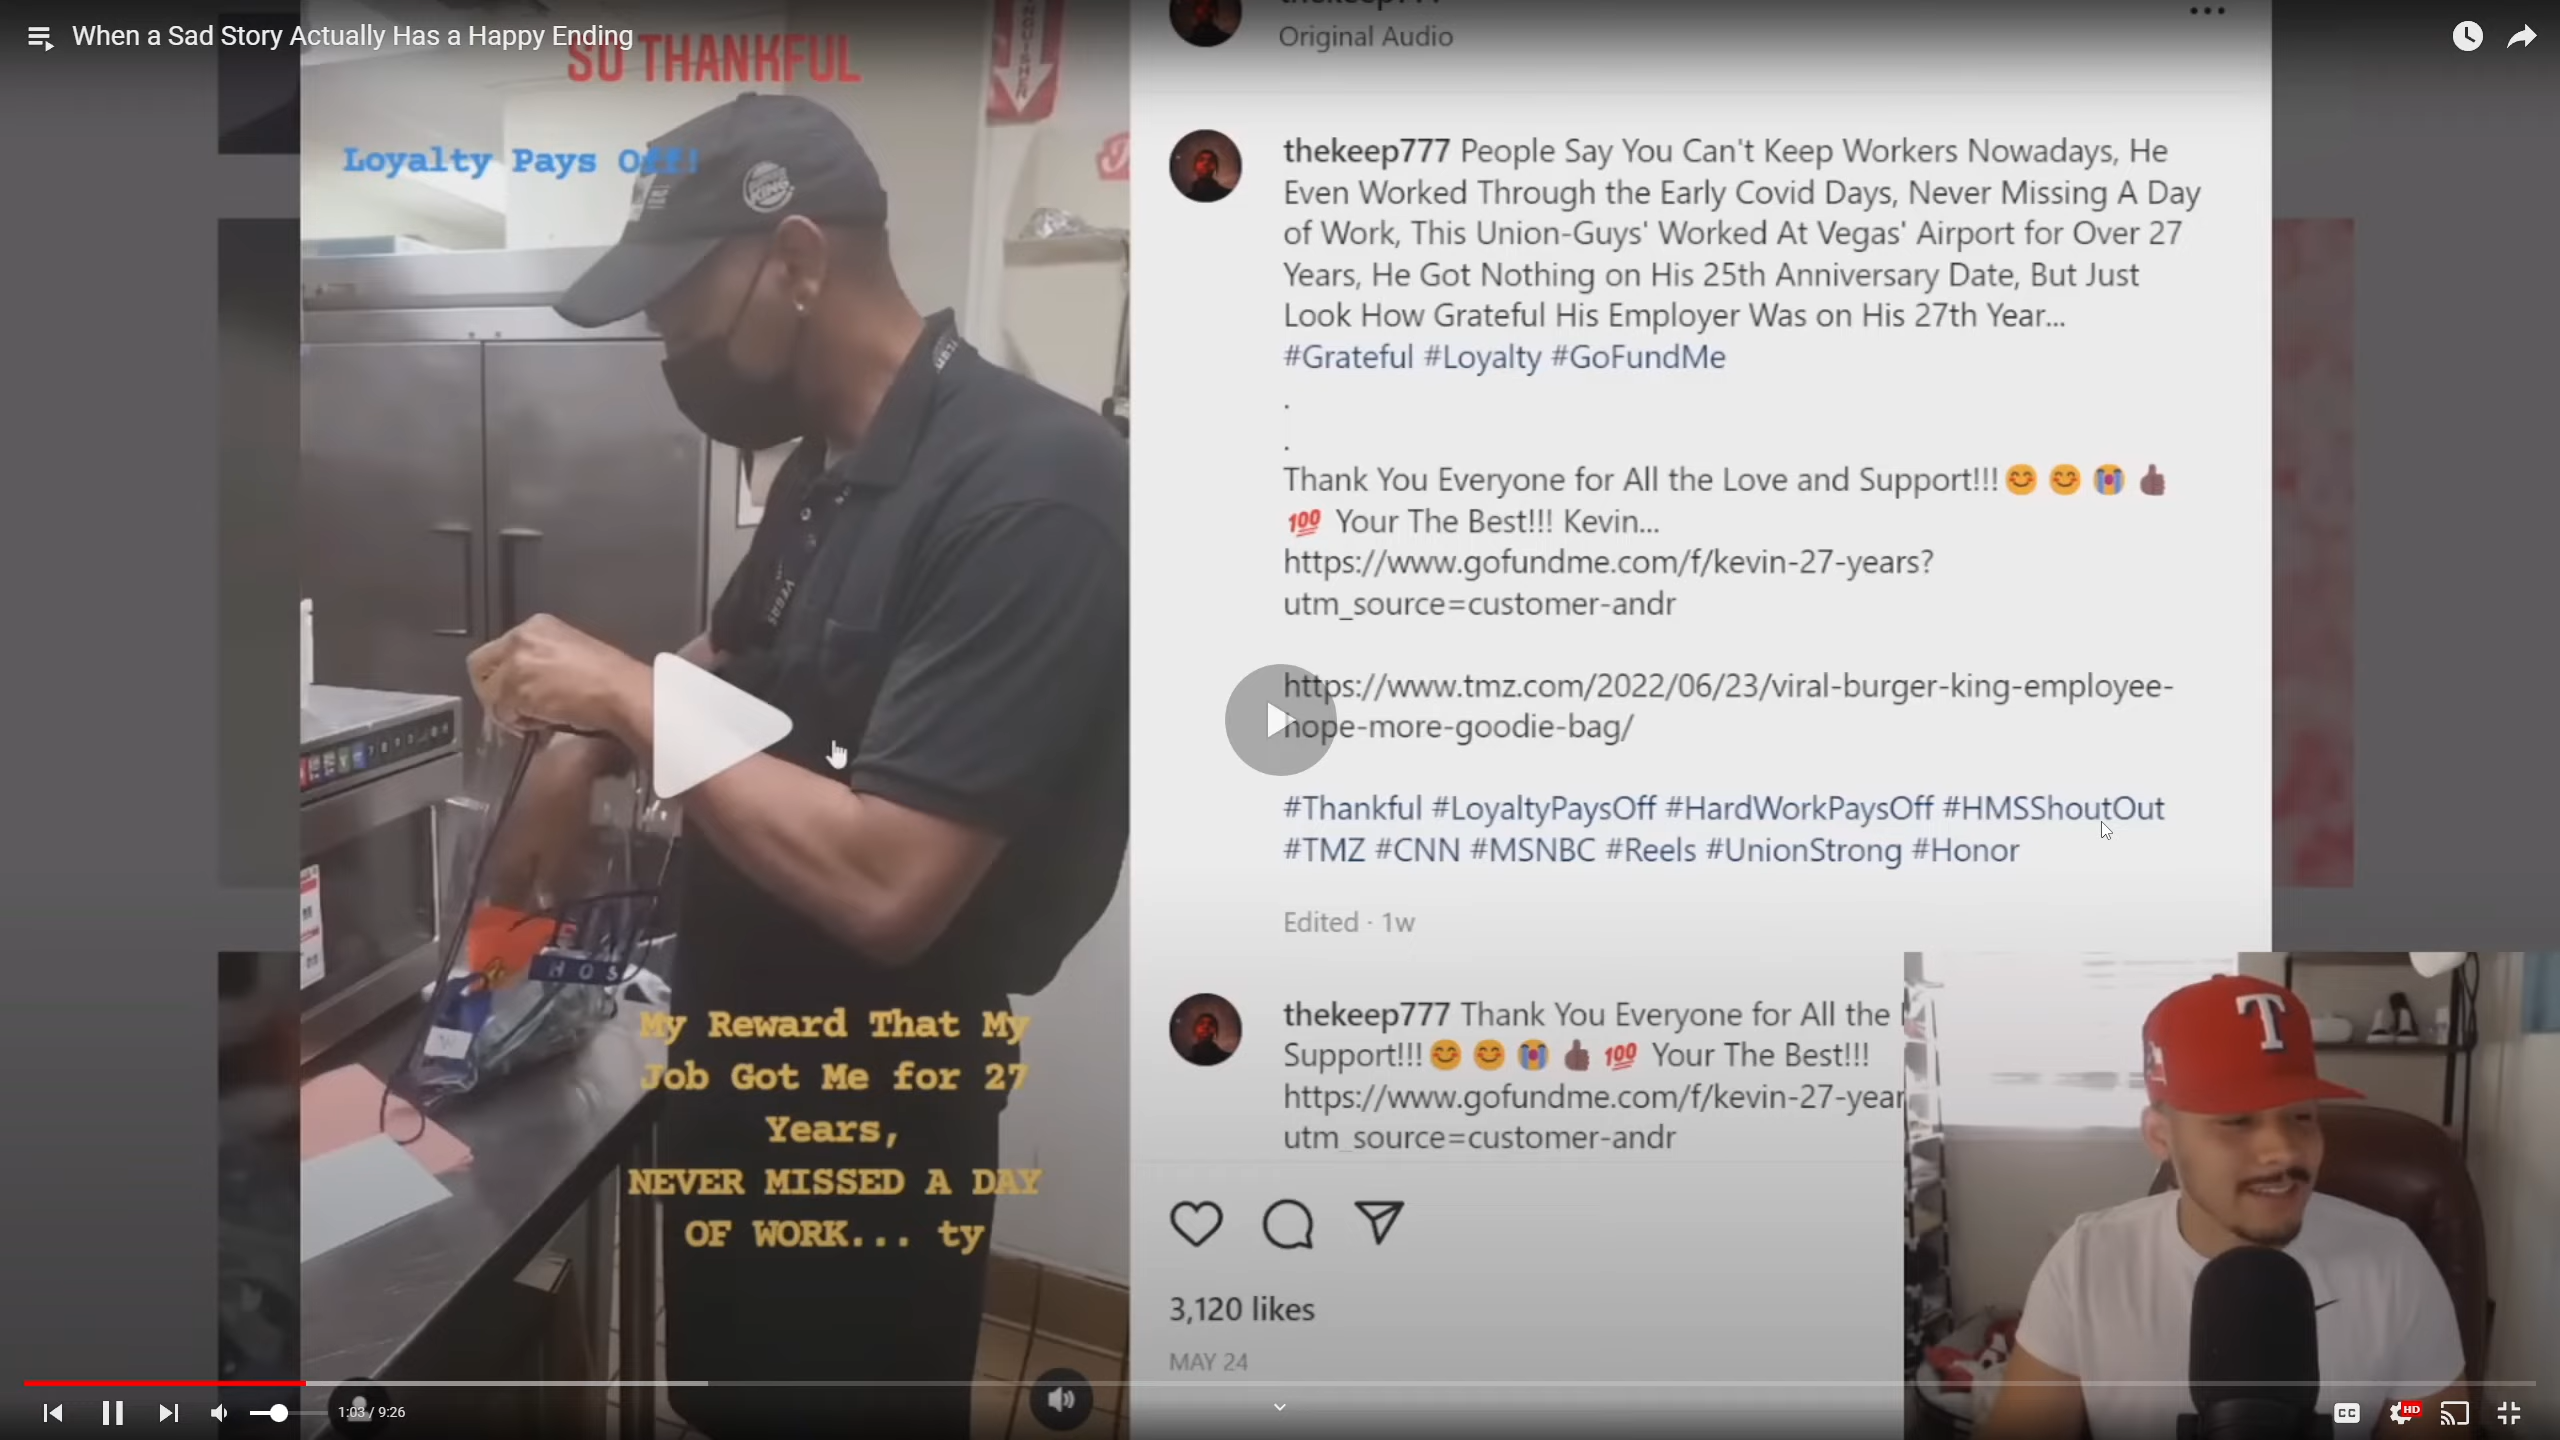 When a Sad Story Actually Has a Happy Ending
SO THANKFUL
Loyalty Pays Off!
BURGER KING
VEGAS
HOS
My Reward That My
Job Got Me for 27
Years,
NEVER MISSED A DAY
OF WORK... ty
Original Audio
thekeep777 People Say You Can't Keep Workers Nowadays, He
Even Worked Through the Early Covid Days, Never Missing A Day
of Work, This Union-Guys' Worked At Vegas' Airport for Over 27
Years, He Got Nothing on His 25th Anniversary Date, But Just
Look How Grateful His Employer Was on His 27th Year...
#Grateful #Loyalty #GoFundMe
.
.
Thank You Everyone for All the Love and Support!!!😊 😊 😭 👍🏾
💯 Your The Best!!! Kevin...
https://www.gofundme.com/f/kevin-27-years?
utm_source=customer-andr
https://www.tmz.com/2022/06/23/viral-burger-king-employee-
hope-more-goodie-bag/
#Thankful #LoyaltyPaysOff #HardWorkPaysOff #HMSShoutOut
#TMZ #CNN #MSNBC #Reels #UnionStrong #Honor
Edited · 1w
thekeep777 Thank You Everyone for All the
Support!!!😊 😊 😭 👍🏾 💯 Your The Best!!!
https://www.gofundme.com/f/kevin-27-year
utm_source=customer-andr
3,120 likes
MAY 24
T
1:03 / 9:26
CC
HD